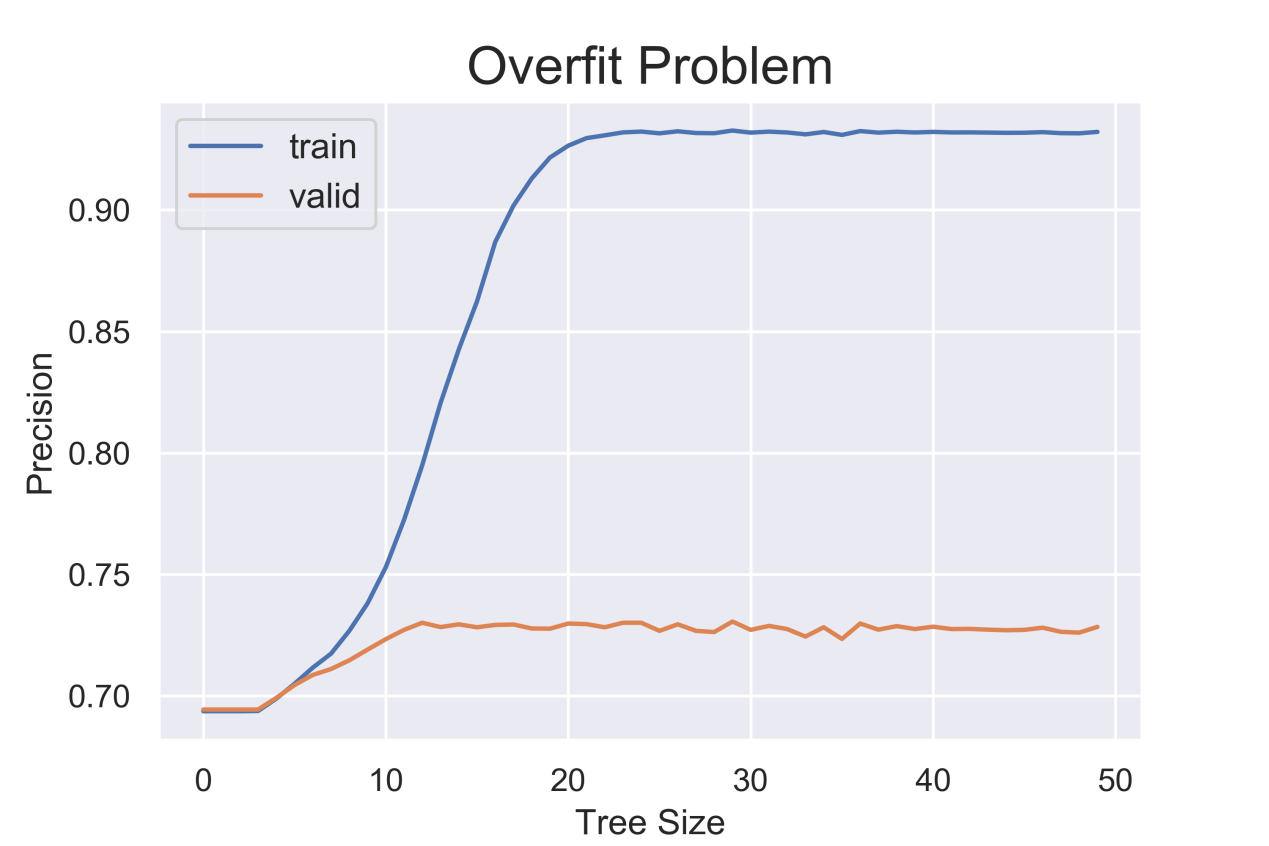 Overfit Problem
train
valid
0.90
0.85
0.80
0.75
0.70
Precision
0 10 20 30 40 50
Tree Size